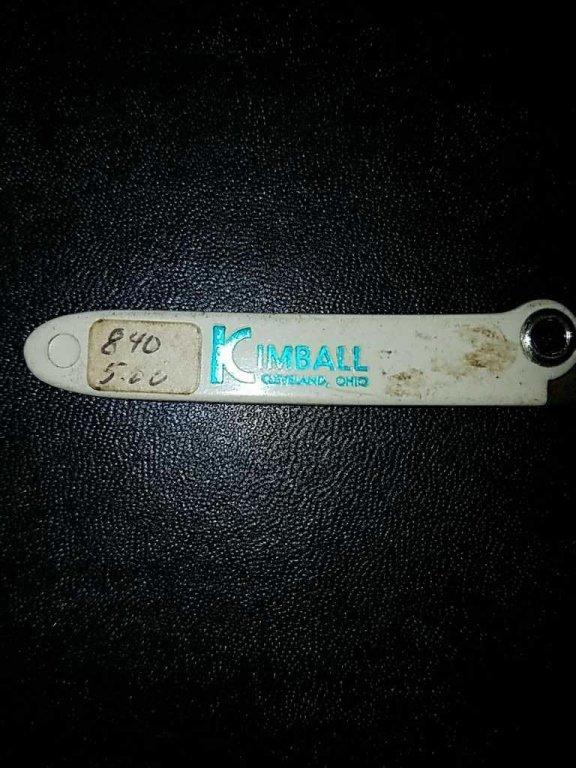 840
5.00
KIMBALL
CLEVELAND, OHIO